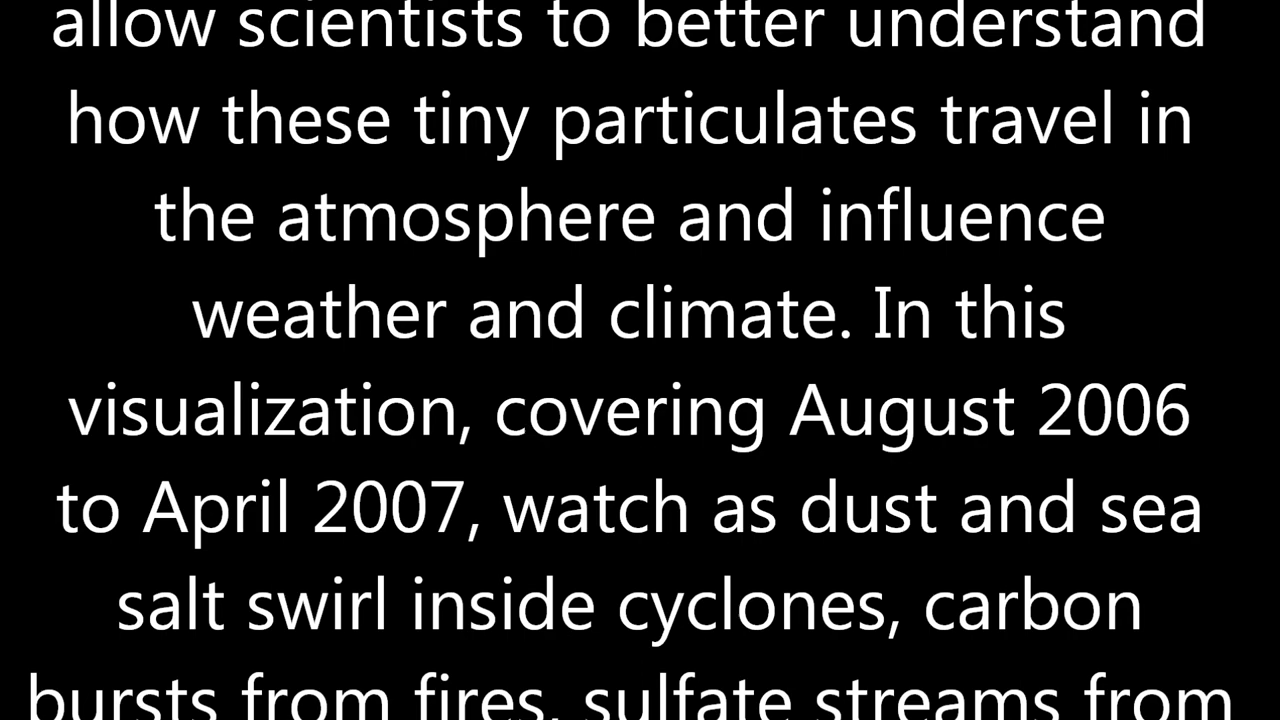 allow scientists to better understand
how these tiny particulates travel in
the atmosphere and influence
weather and climate. In this
visualization, covering August 2006
to April 2007, watch as dust and sea
salt swirl inside cyclones, carbon
bursts from fires, sulfate streams from